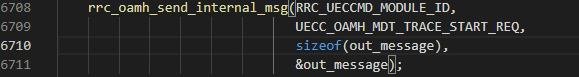 6708 rrc_oamh_send_internal_msg(RRC_UECCMD_MODULE_ID,
6709 UECC_OAMH_MDT_TRACE_START_REQ,
6710 sizeof(out_message),
6711 &out_message);